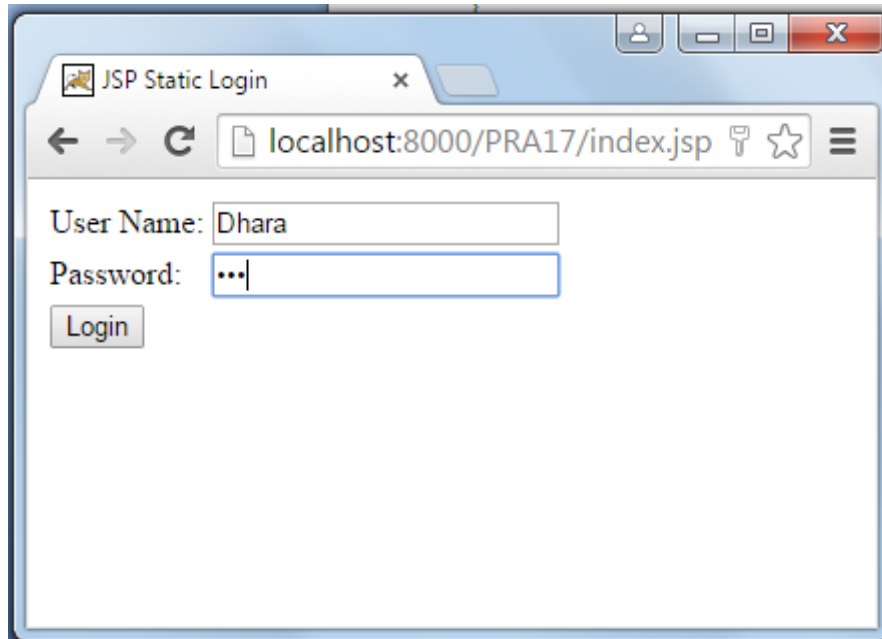 JSP Static Login
localhost:8000/PRA17/index.jsp
User Name: Dhara
Password: •••
Login